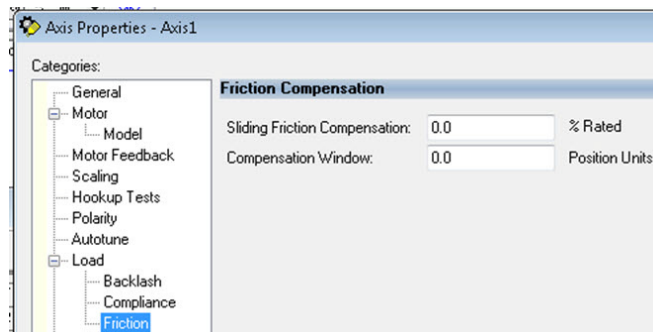 Axis Properties - Axis1
Categories:
General
Motor
Model
Motor Feedback
Scaling
Hookup Tests
Polarity
Autotune
Load
Backlash
Compliance
Friction
Friction Compensation
Sliding Friction Compensation: 0.0 % Rated
Compensation Window: 0.0 Position Units